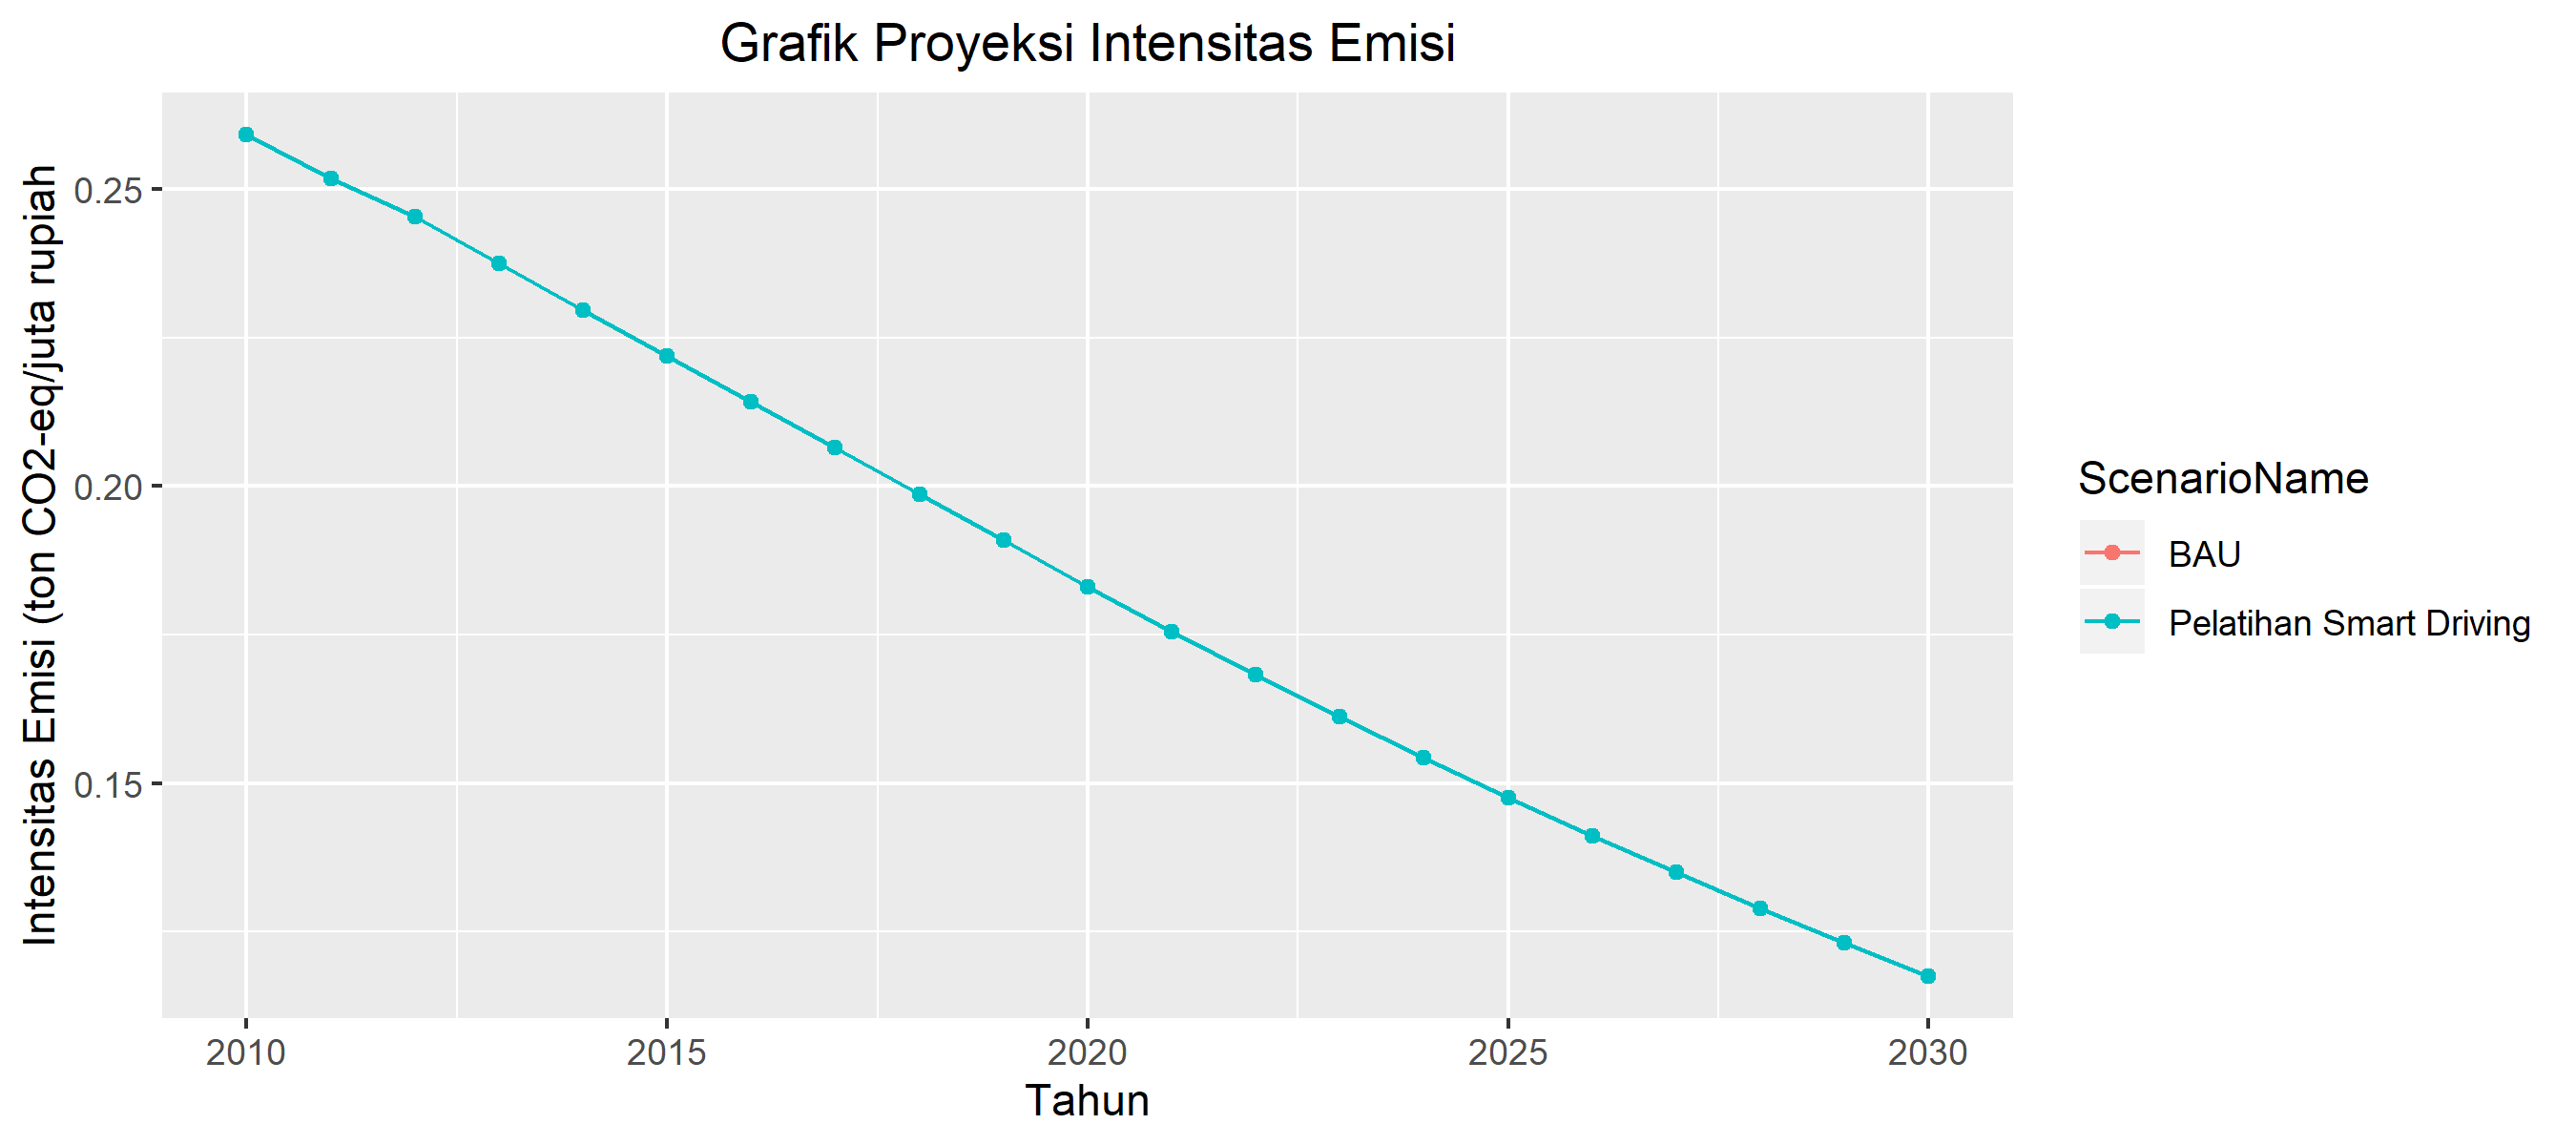 Grafik Proyeksi Intensitas Emisi
Intensitas Emisi (ton CO2-eq/juta rupiah
0.25
0.20
0.15
2010
2015
2020
2025
2030
Tahun
ScenarioName
BAU
Pelatihan Smart Driving